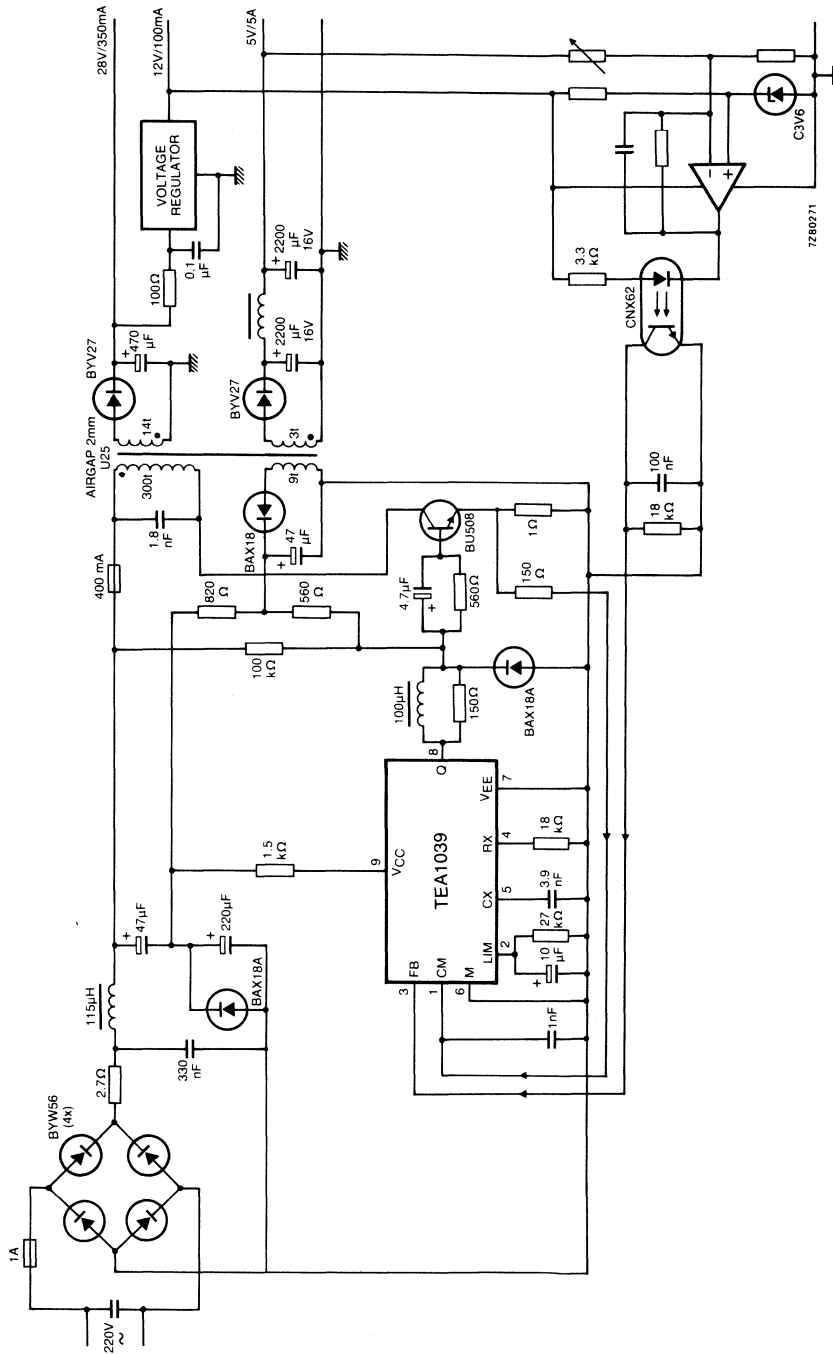 220V
~
1A
BYW56
(4x)
2.7Ω
330
nF
115μH
BAX18A
+
47μF
+
220μF
1.5
kΩ
100
kΩ
820
Ω
560
Ω
400 mA
1.8
nF
BAX18
+
47
μF
AIRGAP 2mm
U25
300t
9t
14t
3t
BYV27
+
470
μF
BYV27
+
2200
μF
16V
+
2200
μF
16V
100Ω
0.1
μF
VOLTAGE
REGULATOR
28V/350mA
12V/100mA
5V/5A
TEA1039
9
VCC
8
Q
FB
3
CM
1
M
6
LIM
2
CX
5
RX
4
VEE
7
1nF
+
10
μF
27
kΩ
3.9
nF
18
kΩ
100μH
150Ω
BAX18A
4.7μF
+
560Ω
BU508
150
Ω
1Ω
18
kΩ
100
nF
CNX62
3.3
kΩ
−
+
C3V6
7Z80271